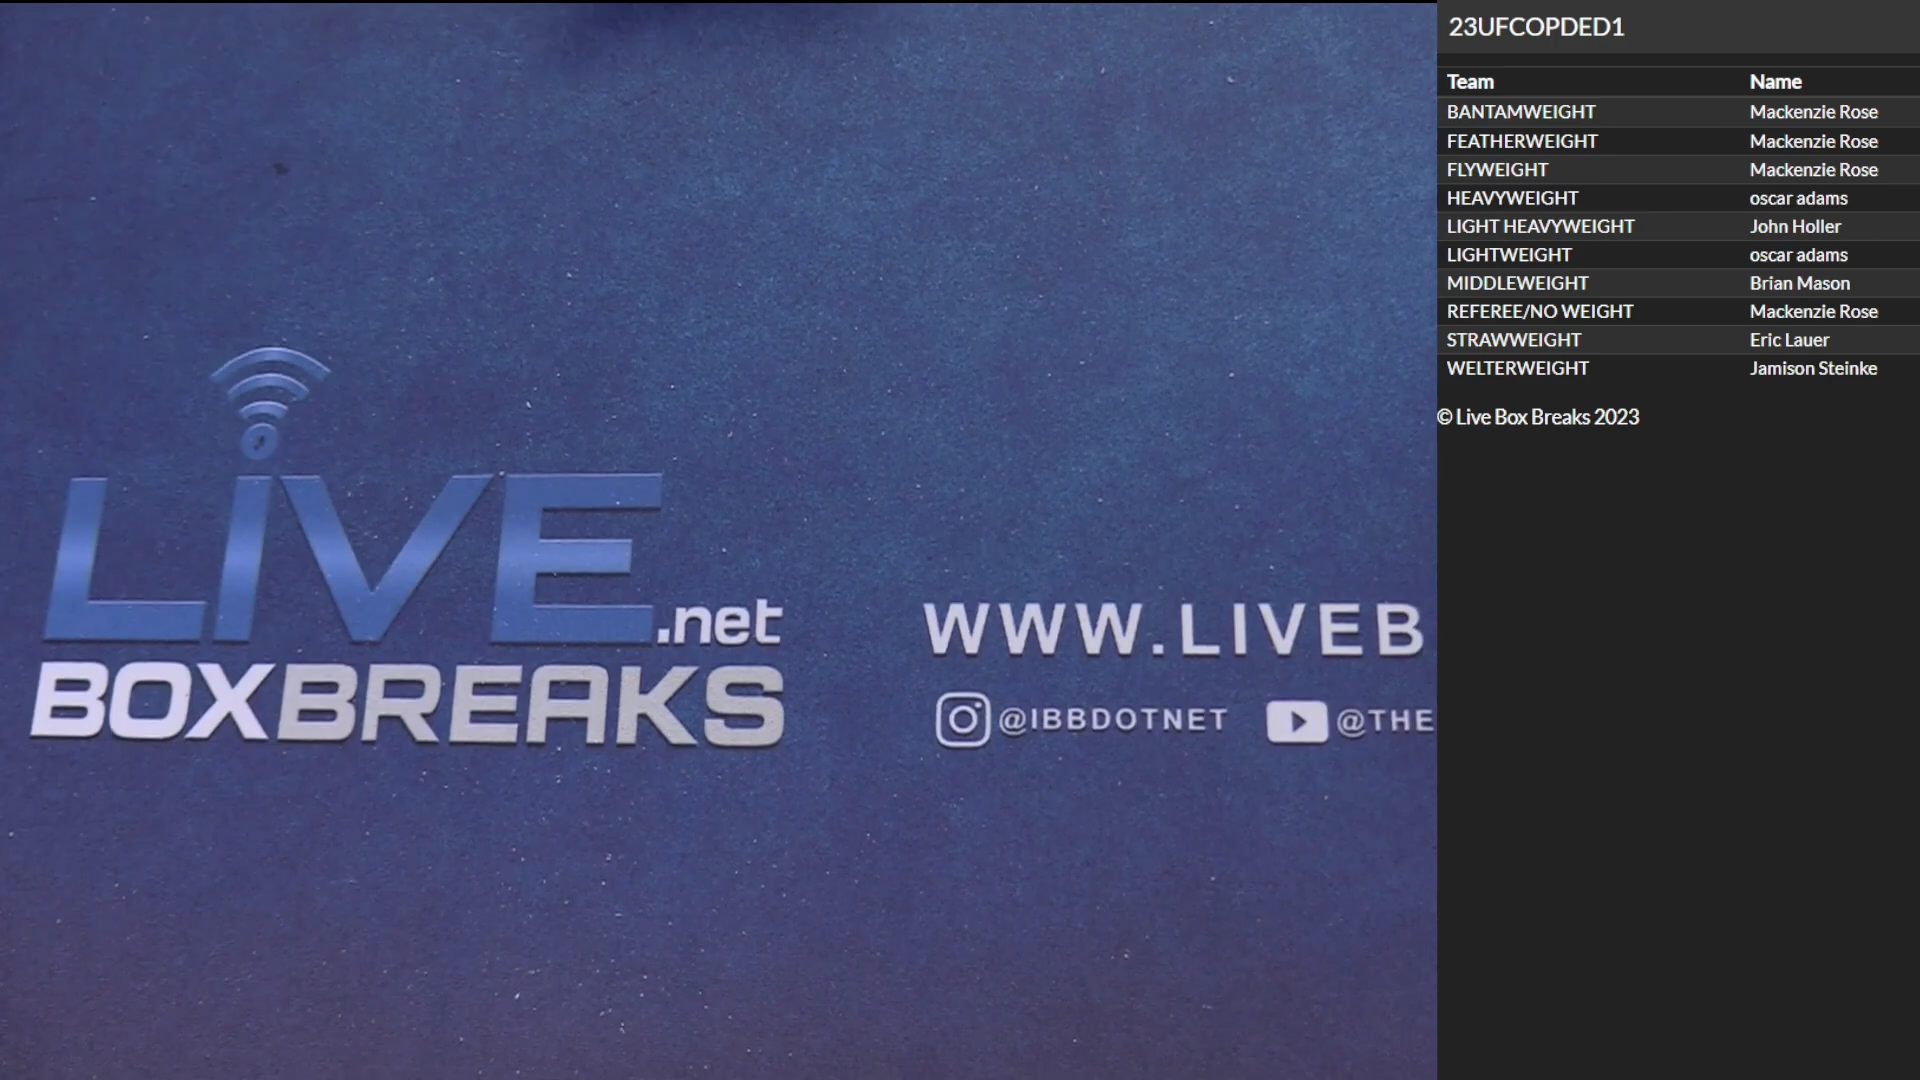 LIVE.net
BOXBREAKS
WWW.LIVEB
@IBBDOTNET @THE
23UFCOPDED1
Team Name
BANTAMWEIGHT Mackenzie Rose
FEATHERWEIGHT Mackenzie Rose
FLYWEIGHT Mackenzie Rose
HEAVYWEIGHT oscar adams
LIGHT HEAVYWEIGHT John Holler
LIGHTWEIGHT oscar adams
MIDDLEWEIGHT Brian Mason
REFEREE/NO WEIGHT Mackenzie Rose
STRAWWEIGHT Eric Lauer
WELTERWEIGHT Jamison Steinke
© Live Box Breaks 2023